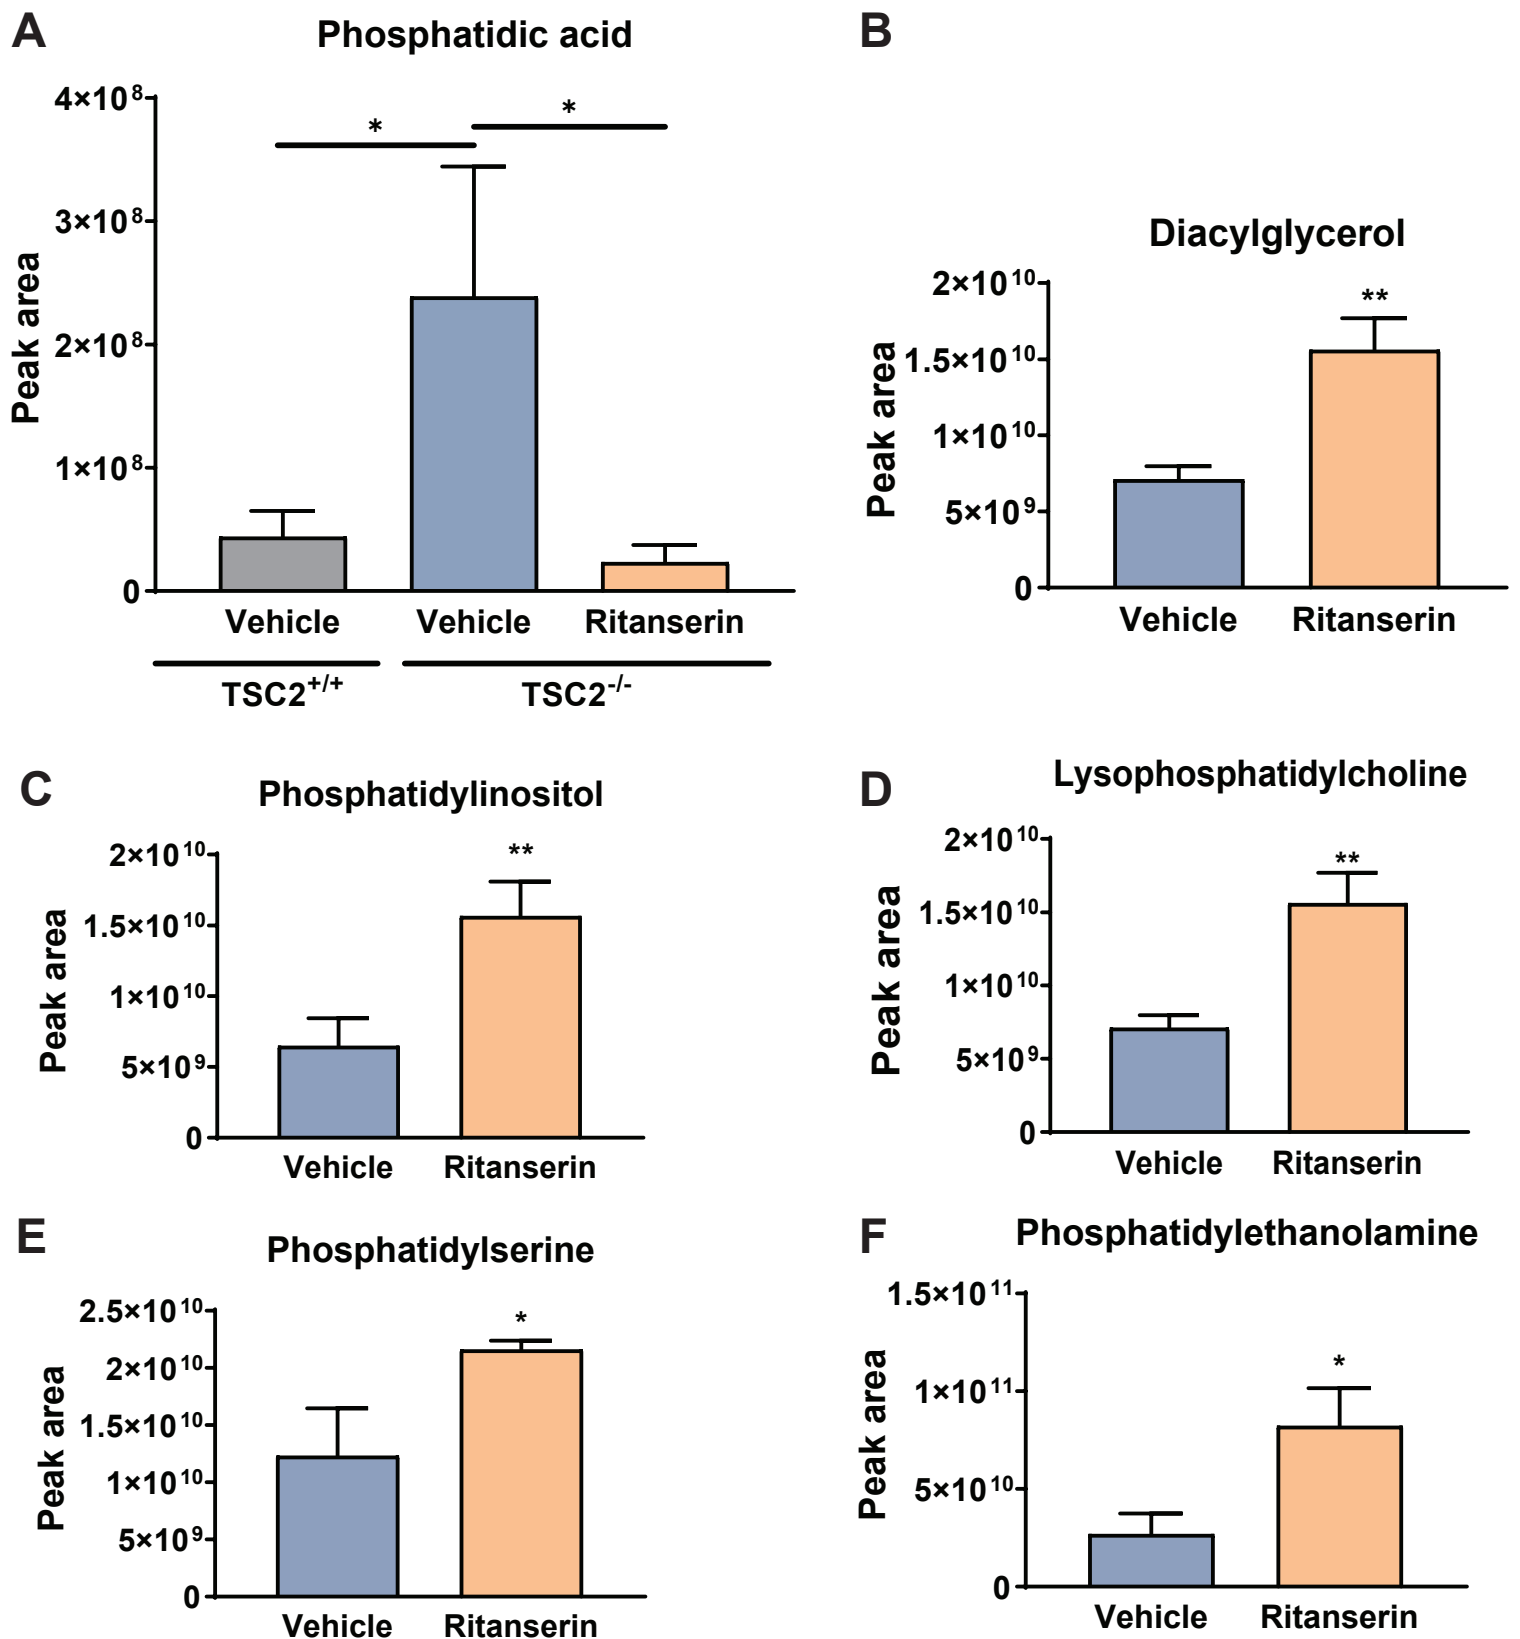 A
Phosphatidic acid
4×10⁸
3×10⁸
2×10⁸
1×10⁸
0
Peak area
*
*
Vehicle Vehicle Ritanserin
TSC2⁺/⁺ TSC2⁻/⁻
B
Diacylglycerol
2×10¹⁰
1.5×10¹⁰
1×10¹⁰
5×10⁹
0
Peak area
**
Vehicle Ritanserin
C
Phosphatidylinositol
2×10¹⁰
1.5×10¹⁰
1×10¹⁰
5×10⁹
0
Peak area
**
Vehicle Ritanserin
D
Lysophosphatidylcholine
2×10¹⁰
1.5×10¹⁰
1×10¹⁰
5×10⁹
0
Peak area
**
Vehicle Ritanserin
E
Phosphatidylserine
2.5×10¹⁰
2×10¹⁰
1.5×10¹⁰
1×10¹⁰
5×10⁹
0
Peak area
*
Vehicle Ritanserin
F
Phosphatidylethanolamine
1.5×10¹¹
1×10¹¹
5×10¹⁰
0
Peak area
*
Vehicle Ritanserin